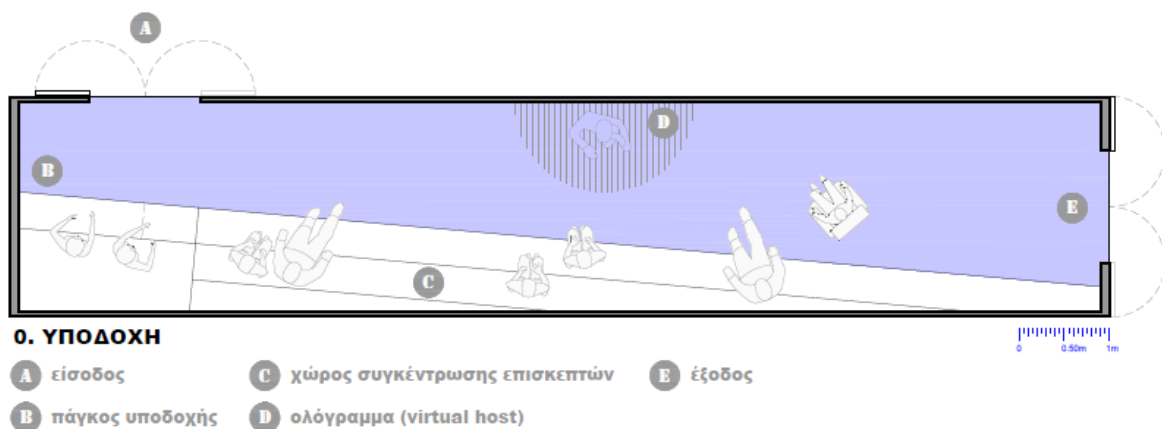 A
D
B
E
C
0. ΥΠΟΔΟΧΗ
0 0.50m 1m
A είσοδος C χώρος συγκέντρωσης επισκεπτών E έξοδος
B πάγκος υποδοχής D ολόγραμμα (virtual host)